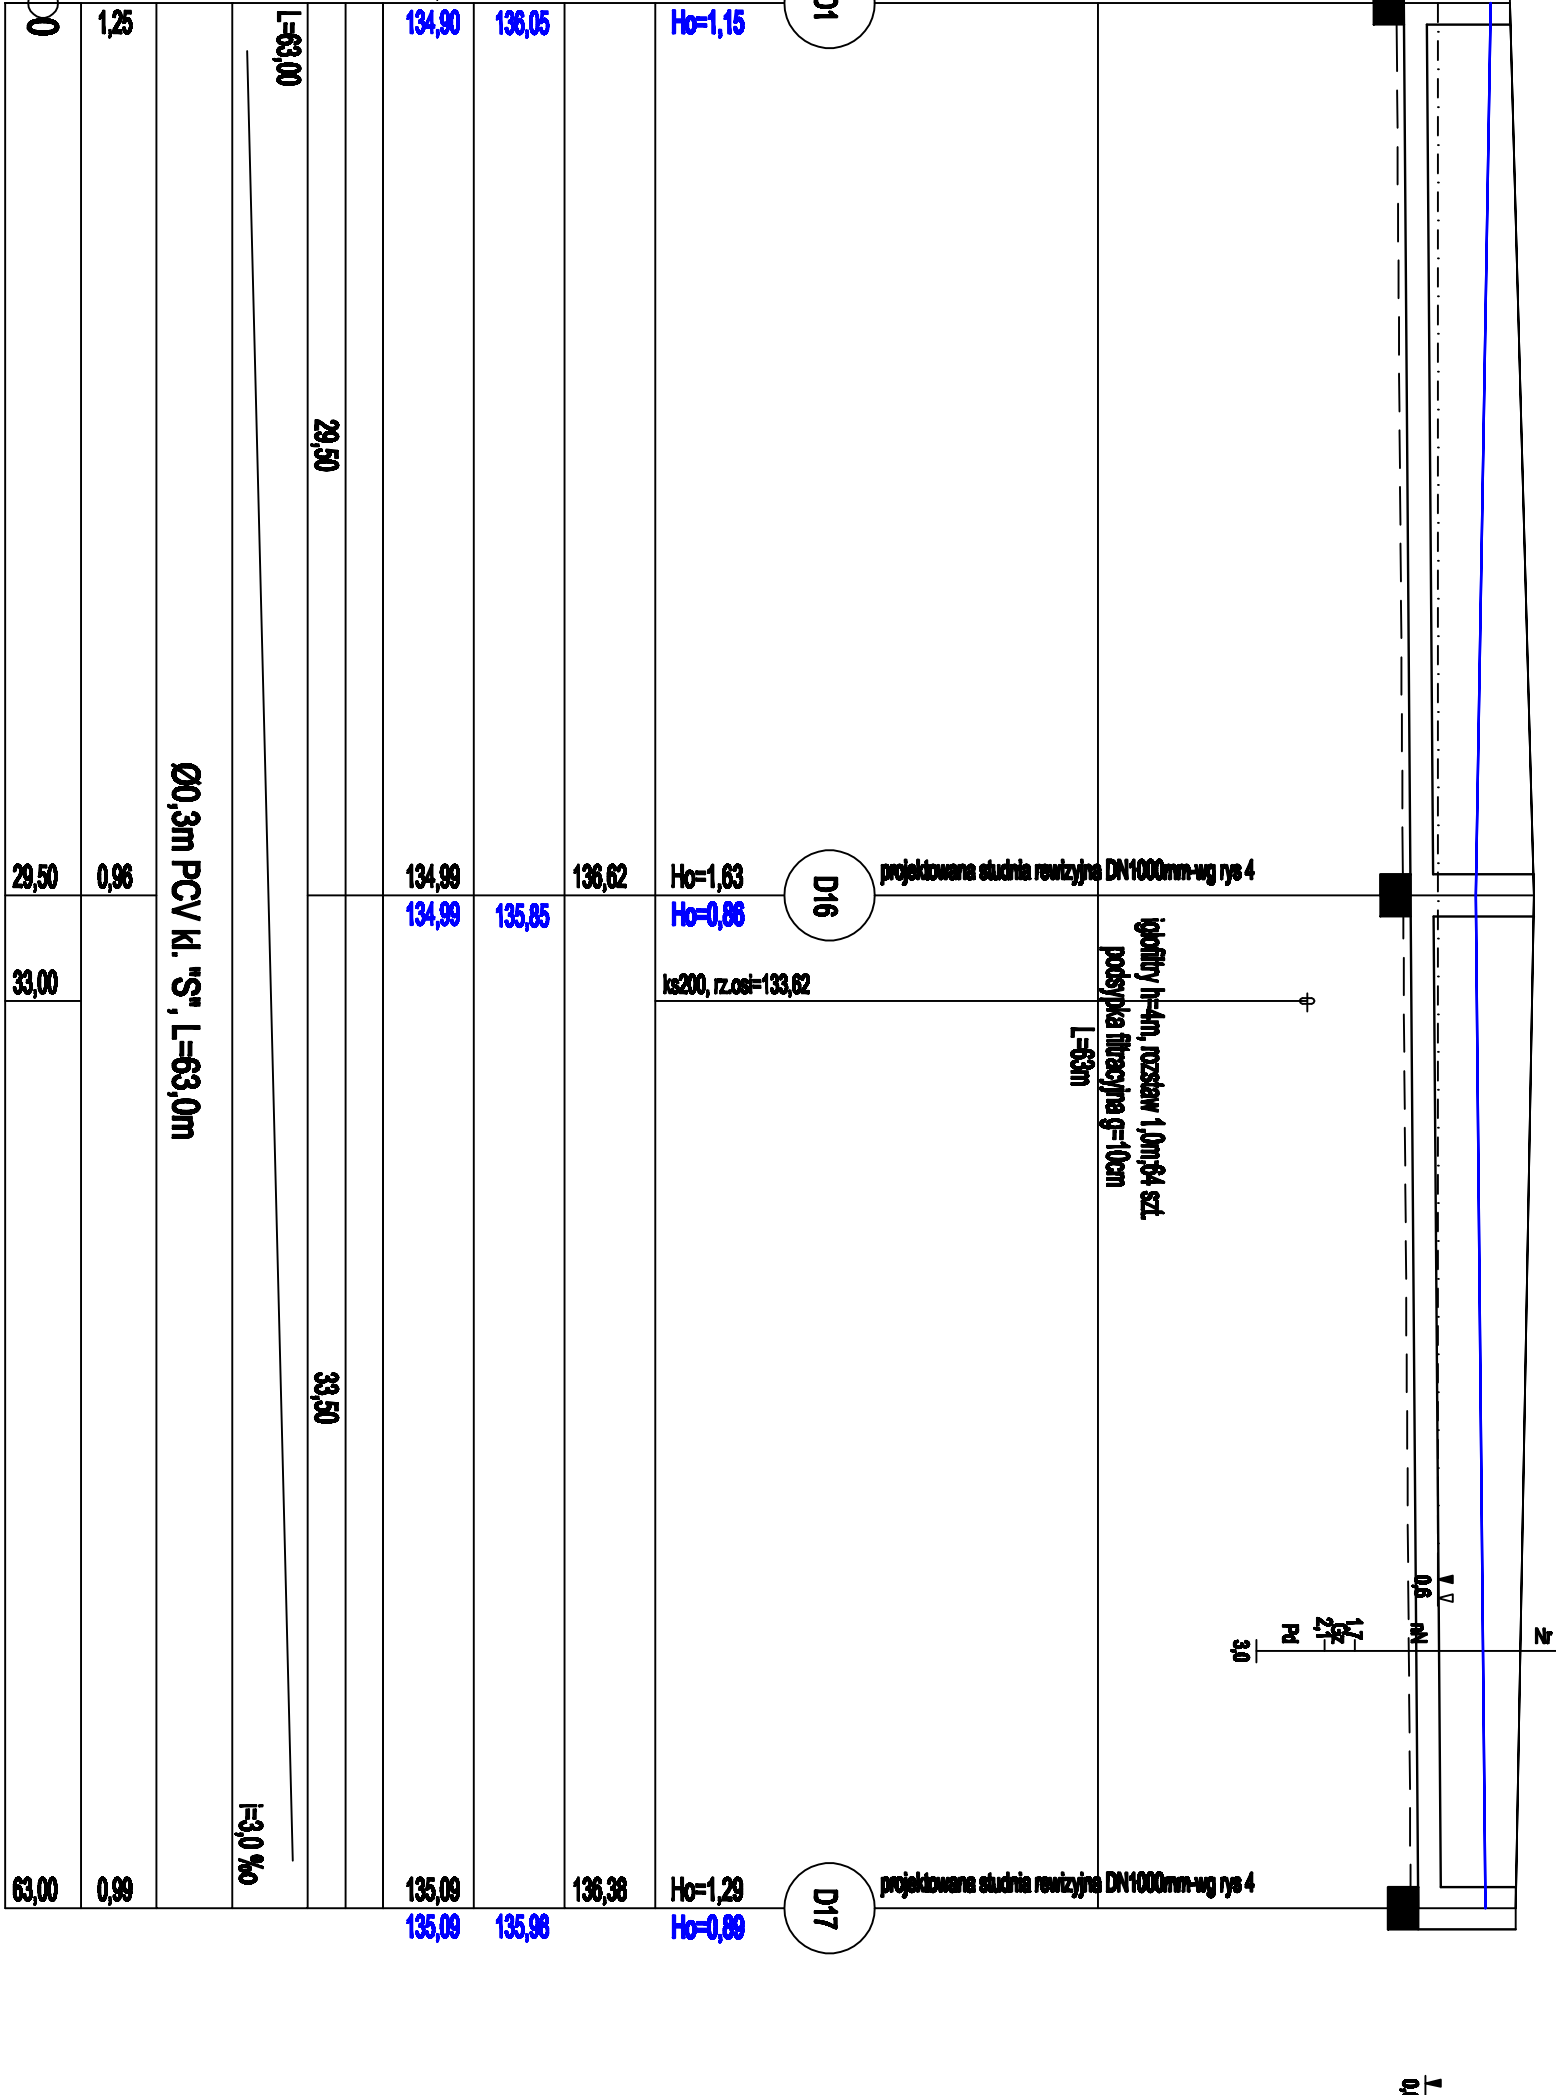 0
1,25
L=63,00
134,90
136,05
Ho=1,15
01
29,50
29,50
0,96
Ø0,3m PCV kl. "S", L=63,0m
134,99
134,99
136,62
135,85
Ho=1,63
Ho=0,86
D16
projektowana studnia rewizyjna DN1000mm-wg rys 4
33,00
ks200, rz.osi=133,62
igłofiltry h=4m, rozstaw 1,0m;64 szt.
podsypka filtracyjna g=10cm
L=63m
33,50
0,6
Nr
nN
1,7
Gz
2,1
Pd
3,0
i=3,0 ‰
63,00
0,99
135,09
135,09
136,38
135,98
Ho=1,29
Ho=0,89
D17
projektowana studnia rewizyjna DN1000mm-wg rys 4